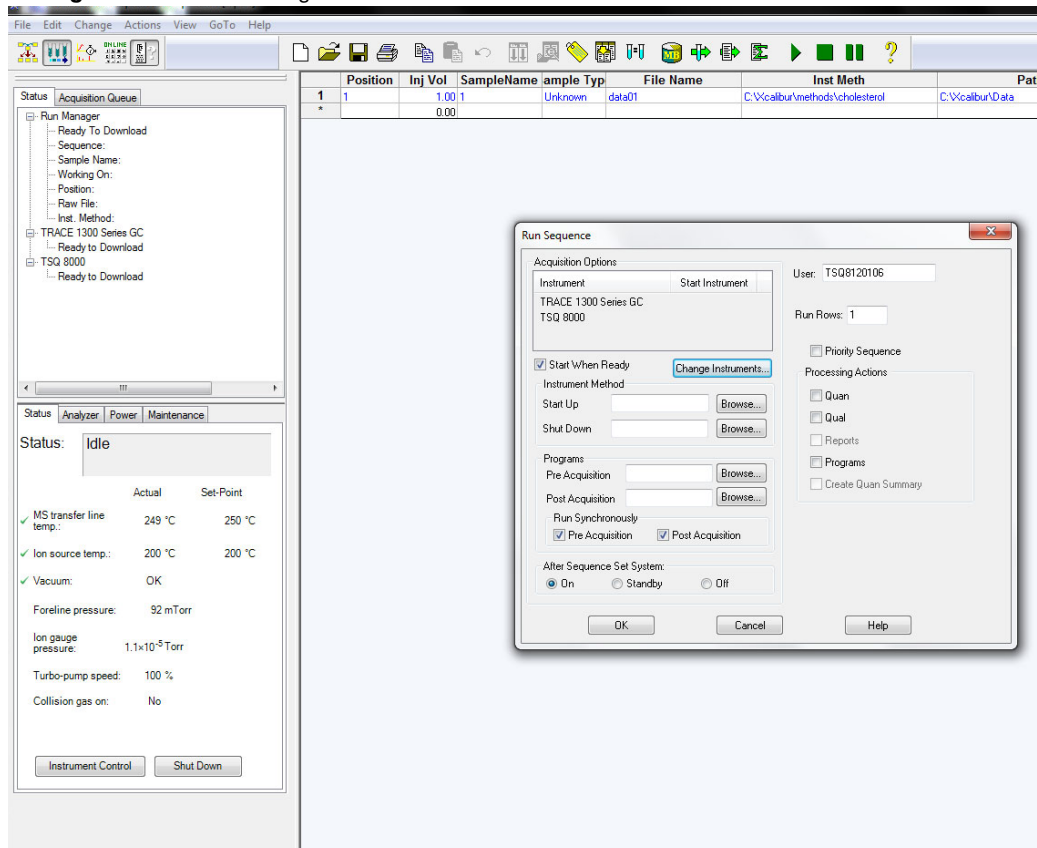 File Edit Change Actions View GoTo Help
Position Inj Vol SampleName ample Typ File Name Inst Meth Pat
1 1 1.00 1 Unknown data01 C:\Xcalibur\methods\cholesterol C:\Xcalibur\Data
* 0.00
Status Acquisition Queue
Run Manager
Ready To Download
Sequence:
Sample Name:
Working On:
Position:
Raw File:
Inst. Method:
TRACE 1300 Series GC
Ready to Download
TSQ 8000
Ready to Download
Status Analyzer Power Maintenance
Status: Idle
Actual Set-Point
MS transfer line temp.: 249 °C 250 °C
Ion source temp.: 200 °C 200 °C
Vacuum: OK
Foreline pressure: 92 mTorr
Ion gauge pressure: 1.1×10⁻⁵ Torr
Turbo-pump speed: 100 %
Collision gas on: No
Instrument Control Shut Down
Run Sequence
Acquisition Options
Instrument Start Instrument
TRACE 1300 Series GC
TSQ 8000
Start When Ready Change Instruments...
Instrument Method
Start Up Browse...
Shut Down Browse...
Programs
Pre Acquisition Browse...
Post Acquisition Browse...
Run Synchronously
Pre Acquisition Post Acquisition
After Sequence Set System:
On Standby Off
User: TSQ8120106
Run Rows: 1
Priority Sequence
Processing Actions
Quan
Qual
Reports
Programs
Create Quan Summary
OK Cancel Help